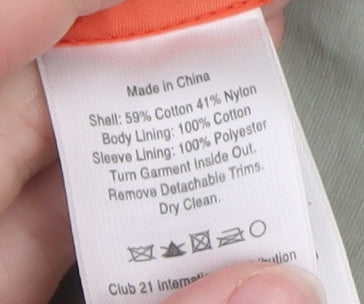 Made in China
Shell: 59% Cotton 41% Nylon
Body Lining: 100% Cotton
Sleeve Lining: 100% Polyester
Turn Garment Inside Out.
Remove Detachable Trims.
Dry Clean.
Club 21